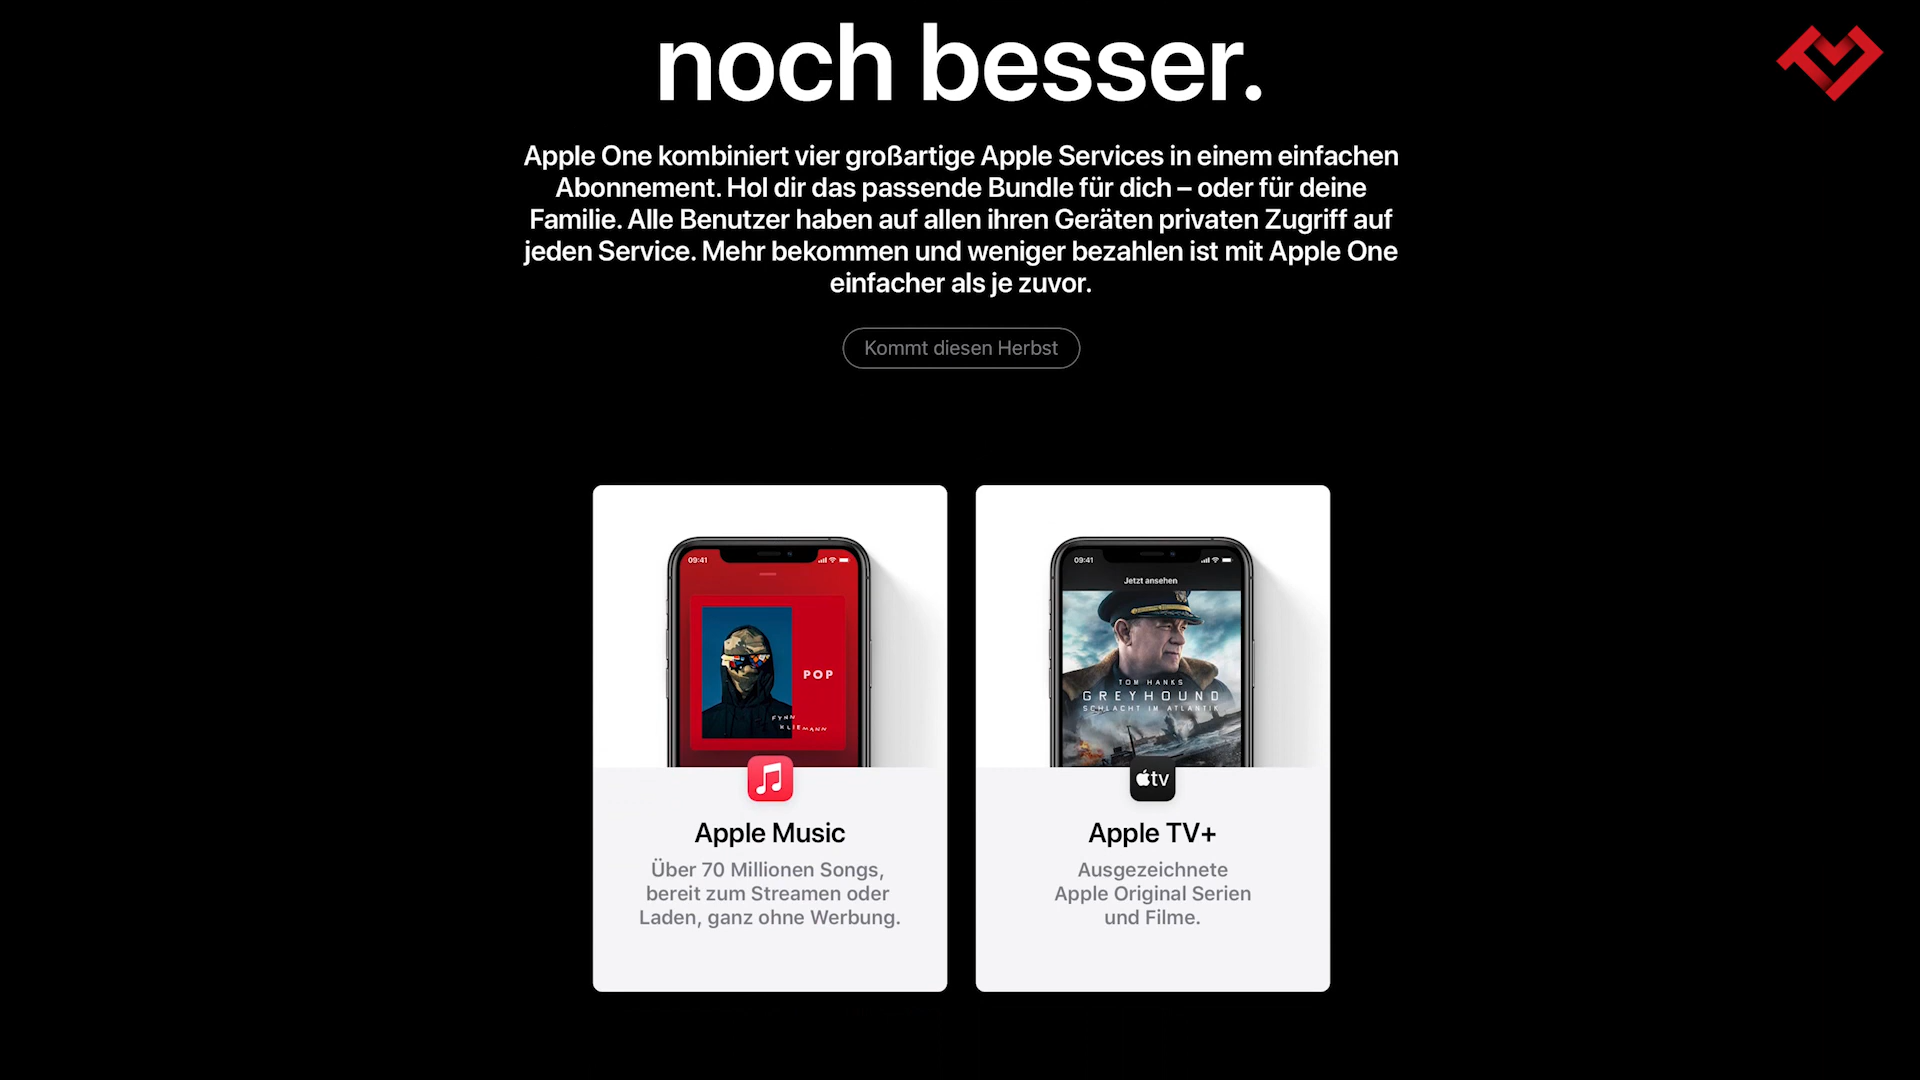 noch besser.
Apple One kombiniert vier großartige Apple Services in einem einfachen
Abonnement. Hol dir das passende Bundle für dich – oder für deine
Familie. Alle Benutzer haben auf allen ihren Geräten privaten Zugriff auf
jeden Service. Mehr bekommen und weniger bezahlen ist mit Apple One
einfacher als je zuvor.
Kommt diesen Herbst
09:41
POP
FYNN
KLIEMANN
Apple Music
Über 70 Millionen Songs,
bereit zum Streamen oder
Laden, ganz ohne Werbung.
09:41
Jetzt ansehen
TOM HANKS
GREYHOUND
SCHLACHT IM ATLANTIK
tv
Apple TV+
Ausgezeichnete
Apple Original Serien
und Filme.